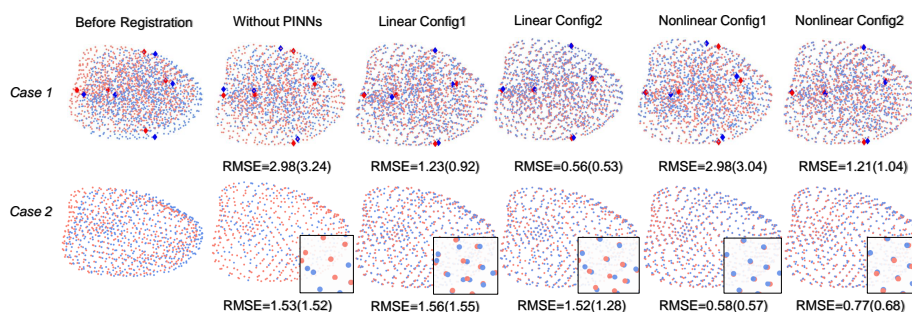 Before Registration Without PINNs Linear Config1 Linear Config2 Nonlinear Config1 Nonlinear Config2
Case 1
RMSE=2.98(3.24) RMSE=1.23(0.92) RMSE=0.56(0.53) RMSE=2.98(3.04) RMSE=1.21(1.04)
Case 2
RMSE=1.53(1.52) RMSE=1.56(1.55) RMSE=1.52(1.28) RMSE=0.58(0.57) RMSE=0.77(0.68)